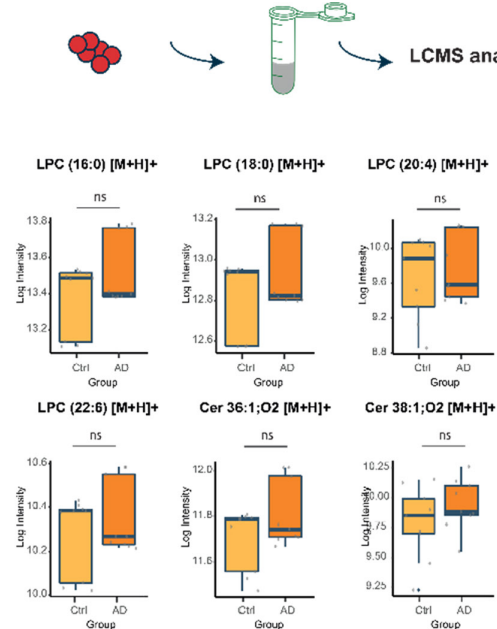 LCMS ana
LPC (16:0) [M+H]+
LPC (18:0) [M+H]+
LPC (20:4) [M+H]+
ns
ns
ns
Log Intensity
13.8
13.6
13.4
13.2
Ctrl
AD
Group
Log Intensity
13.2
13.0
12.8
12.6
Ctrl
AD
Group
Log Intensity
10.0
9.6
9.2
8.8
Ctrl
AD
Group
LPC (22:6) [M+H]+
Cer 36:1;O2 [M+H]+
Cer 38:1;O2 [M+H]+
ns
ns
ns
Log Intensity
10.6
10.4
10.2
10.0
Ctrl
AD
Group
Log Intensity
12.0
11.8
11.6
Ctrl
AD
Group
Log Intensity
10.25
10.00
9.75
9.50
9.25
Ctrl
AD
Group